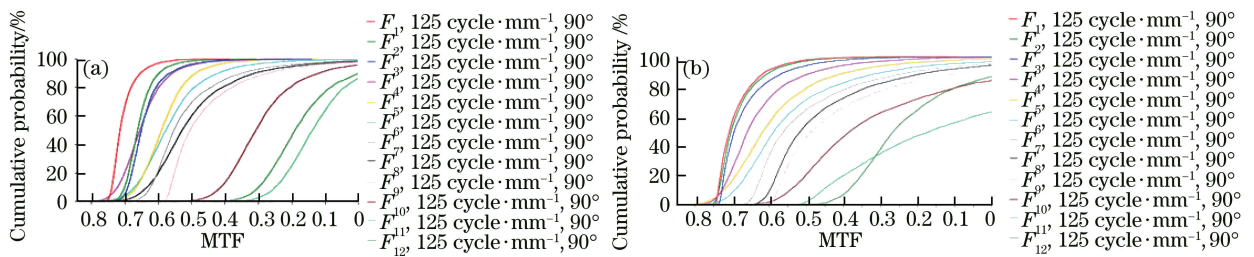 Cumulative probability/%
100
80
60
40
20
0
(a)
0.8 0.7 0.6 0.5 0.4 0.3 0.2 0.1 0
MTF
F1, 125 cycle·mm⁻¹, 90°
F2, 125 cycle·mm⁻¹, 90°
F3, 125 cycle·mm⁻¹, 90°
F4, 125 cycle·mm⁻¹, 90°
F5, 125 cycle·mm⁻¹, 90°
F6, 125 cycle·mm⁻¹, 90°
F7, 125 cycle·mm⁻¹, 90°
F8, 125 cycle·mm⁻¹, 90°
F9, 125 cycle·mm⁻¹, 90°
F10, 125 cycle·mm⁻¹, 90°
F11, 125 cycle·mm⁻¹, 90°
F12, 125 cycle·mm⁻¹, 90°
Cumulative probability /%
100
80
60
40
20
0
(b)
0.8 0.7 0.6 0.5 0.4 0.3 0.2 0.1 0
MTF
F1, 125 cycle·mm⁻¹, 90°
F2, 125 cycle·mm⁻¹, 90°
F3, 125 cycle·mm⁻¹, 90°
F4, 125 cycle·mm⁻¹, 90°
F5, 125 cycle·mm⁻¹, 90°
F6, 125 cycle·mm⁻¹, 90°
F7, 125 cycle·mm⁻¹, 90°
F8, 125 cycle·mm⁻¹, 90°
F9, 125 cycle·mm⁻¹, 90°
F10, 125 cycle·mm⁻¹, 90°
F11, 125 cycle·mm⁻¹, 90°
F12, 125 cycle·mm⁻¹, 90°